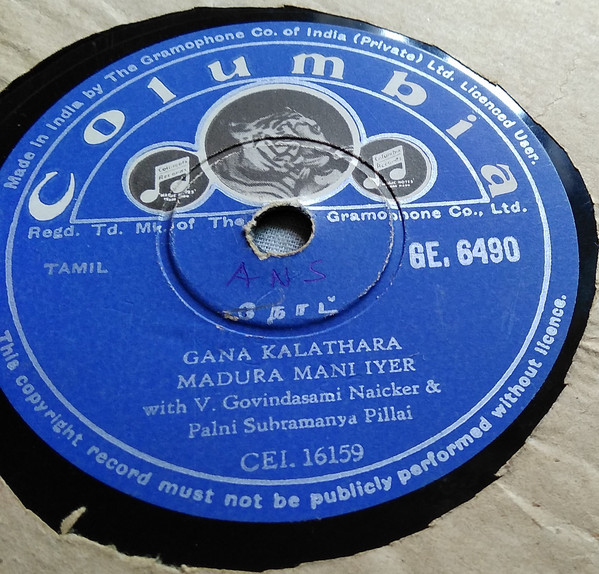 Made in India by The Gramophone Co. of India (Private) Ltd. Licenced User.
Columbia
Regd. Td. Mk. of The Gramophone Co., Ltd.
TAMIL
GE. 6490
ANS
GANA KALATHARA
MADURA MANI IYER
with V. Govindasami Naicker &
Palni Subramanya Pillai
CEI. 16159
This copyright record must not be publicly performed without licence.